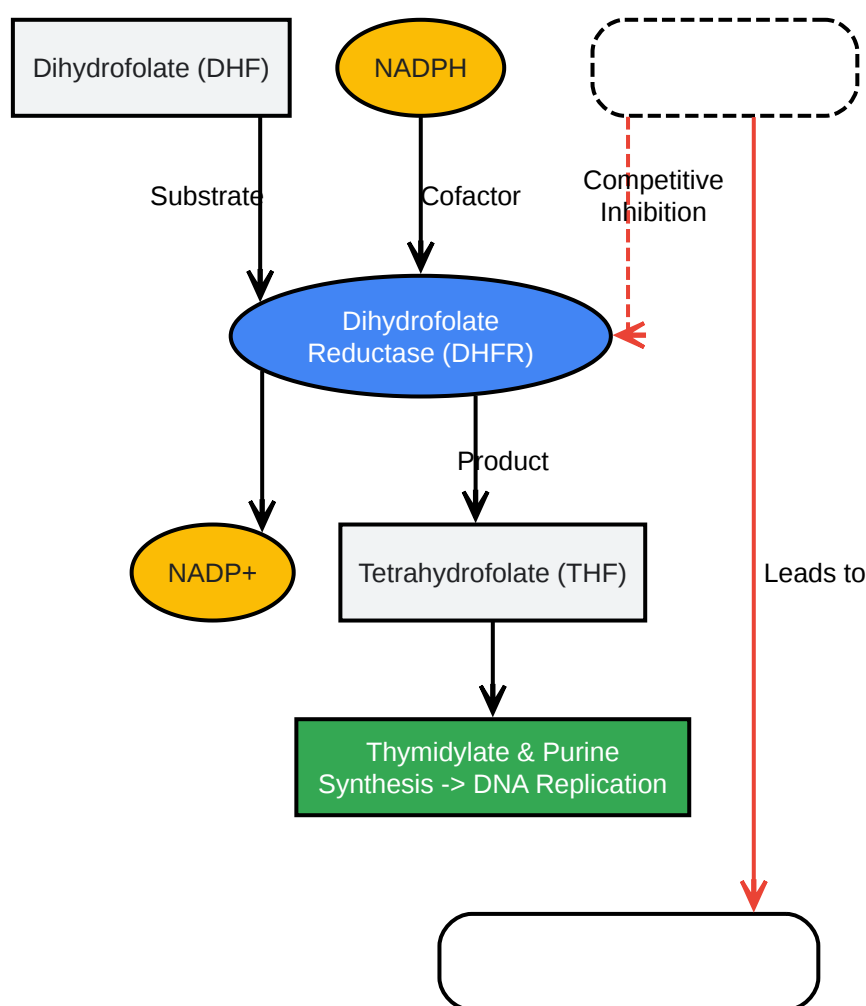 Dihydrofolate (DHF)
NADPH
Substrate
Cofactor
Competitive
Inhibition
Dihydrofolate
Reductase (DHFR)
Product
NADP+
Tetrahydrofolate (THF)
Leads to
Thymidylate & Purine
Synthesis -> DNA Replication